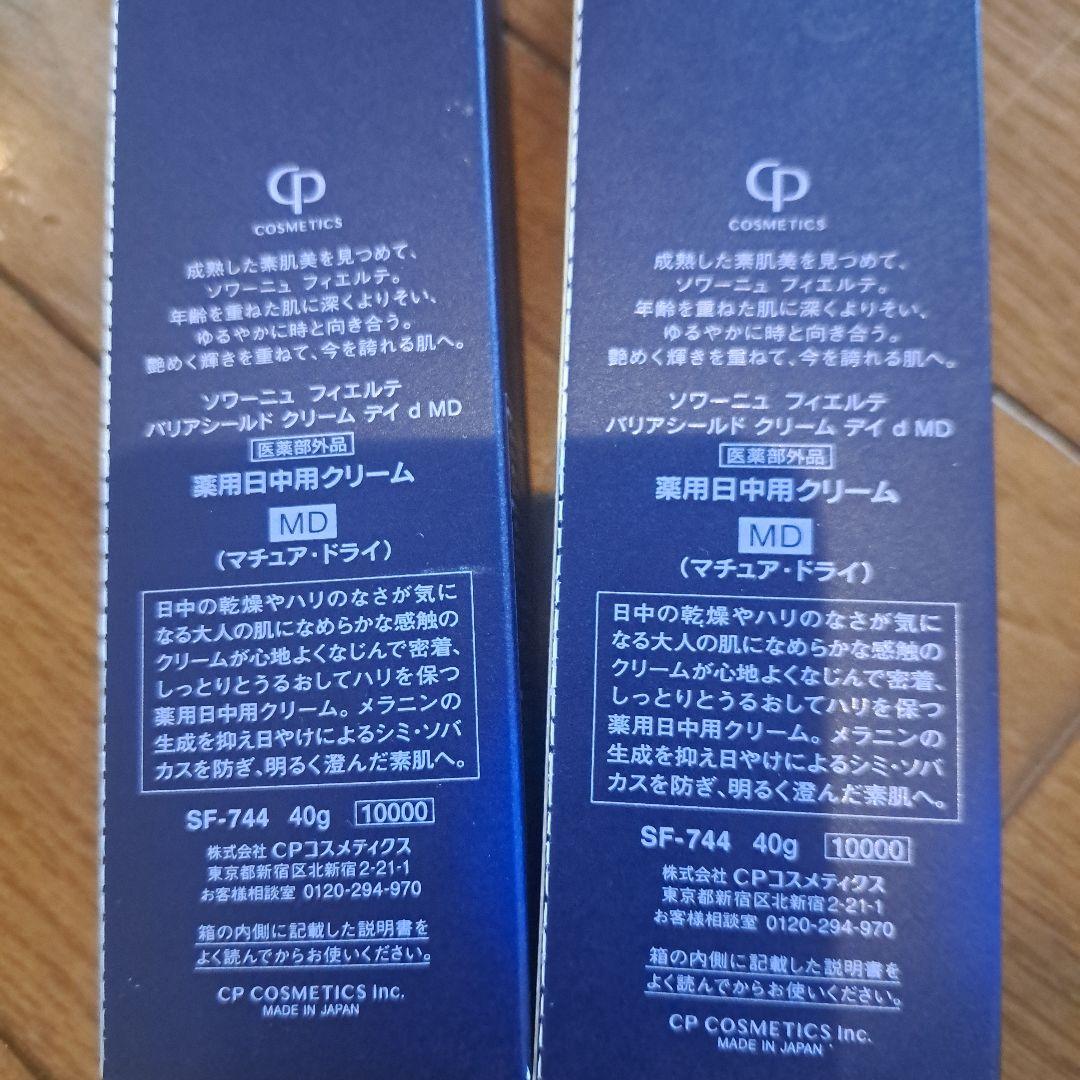 CP
COSMETICS
成熟した素肌美を見つめて、
ソワーニュ フィエルテ。
年齢を重ねた肌に深くよりそい、
ゆるやかに時と向き合う。
艶めく輝きを重ねて、今を誇れる肌へ。
ソワーニュ フィエルテ
バリアシールド クリーム デイ d MD
医薬部外品
薬用日中用クリーム
MD
(マチュア・ドライ)
日中の乾燥やハリのなさが気に
なる大人の肌になめらかな感触の
クリームが心地よくなじんで密着、
しっとりとうるおしてハリを保つ
薬用日中用クリーム。メラニンの
生成を抑え日やけによるシミ・ソバ
カスを防ぎ、明るく澄んだ素肌へ。
SF-744 40g 10000
株式会社 CPコスメティクス
東京都新宿区北新宿2-21-1
お客様相談室 0120-294-970
箱の内側に記載した説明書を
よく読んでからお使いください。
CP COSMETICS Inc.
MADE IN JAPAN
CP
COSMETICS
成熟した素肌美を見つめて、
ソワーニュ フィエルテ。
年齢を重ねた肌に深くよりそい、
ゆるやかに時と向き合う。
艶めく輝きを重ねて、今を誇れる肌へ。
ソワーニュ フィエルテ
バリアシールド クリーム デイ d MD
医薬部外品
薬用日中用クリーム
MD
(マチュア・ドライ)
日中の乾燥やハリのなさが気に
なる大人の肌になめらかな感触の
クリームが心地よくなじんで密着、
しっとりとうるおしてハリを保つ
薬用日中用クリーム。メラニンの
生成を抑え日やけによるシミ・ソバ
カスを防ぎ、明るく澄んだ素肌へ。
SF-744 40g 10000
株式会社 CPコスメティクス
東京都新宿区北新宿2-21-1
お客様相談室 0120-294-970
箱の内側に記載した説明書を
よく読んでからお使いください。
CP COSMETICS Inc.
MADE IN JAPAN